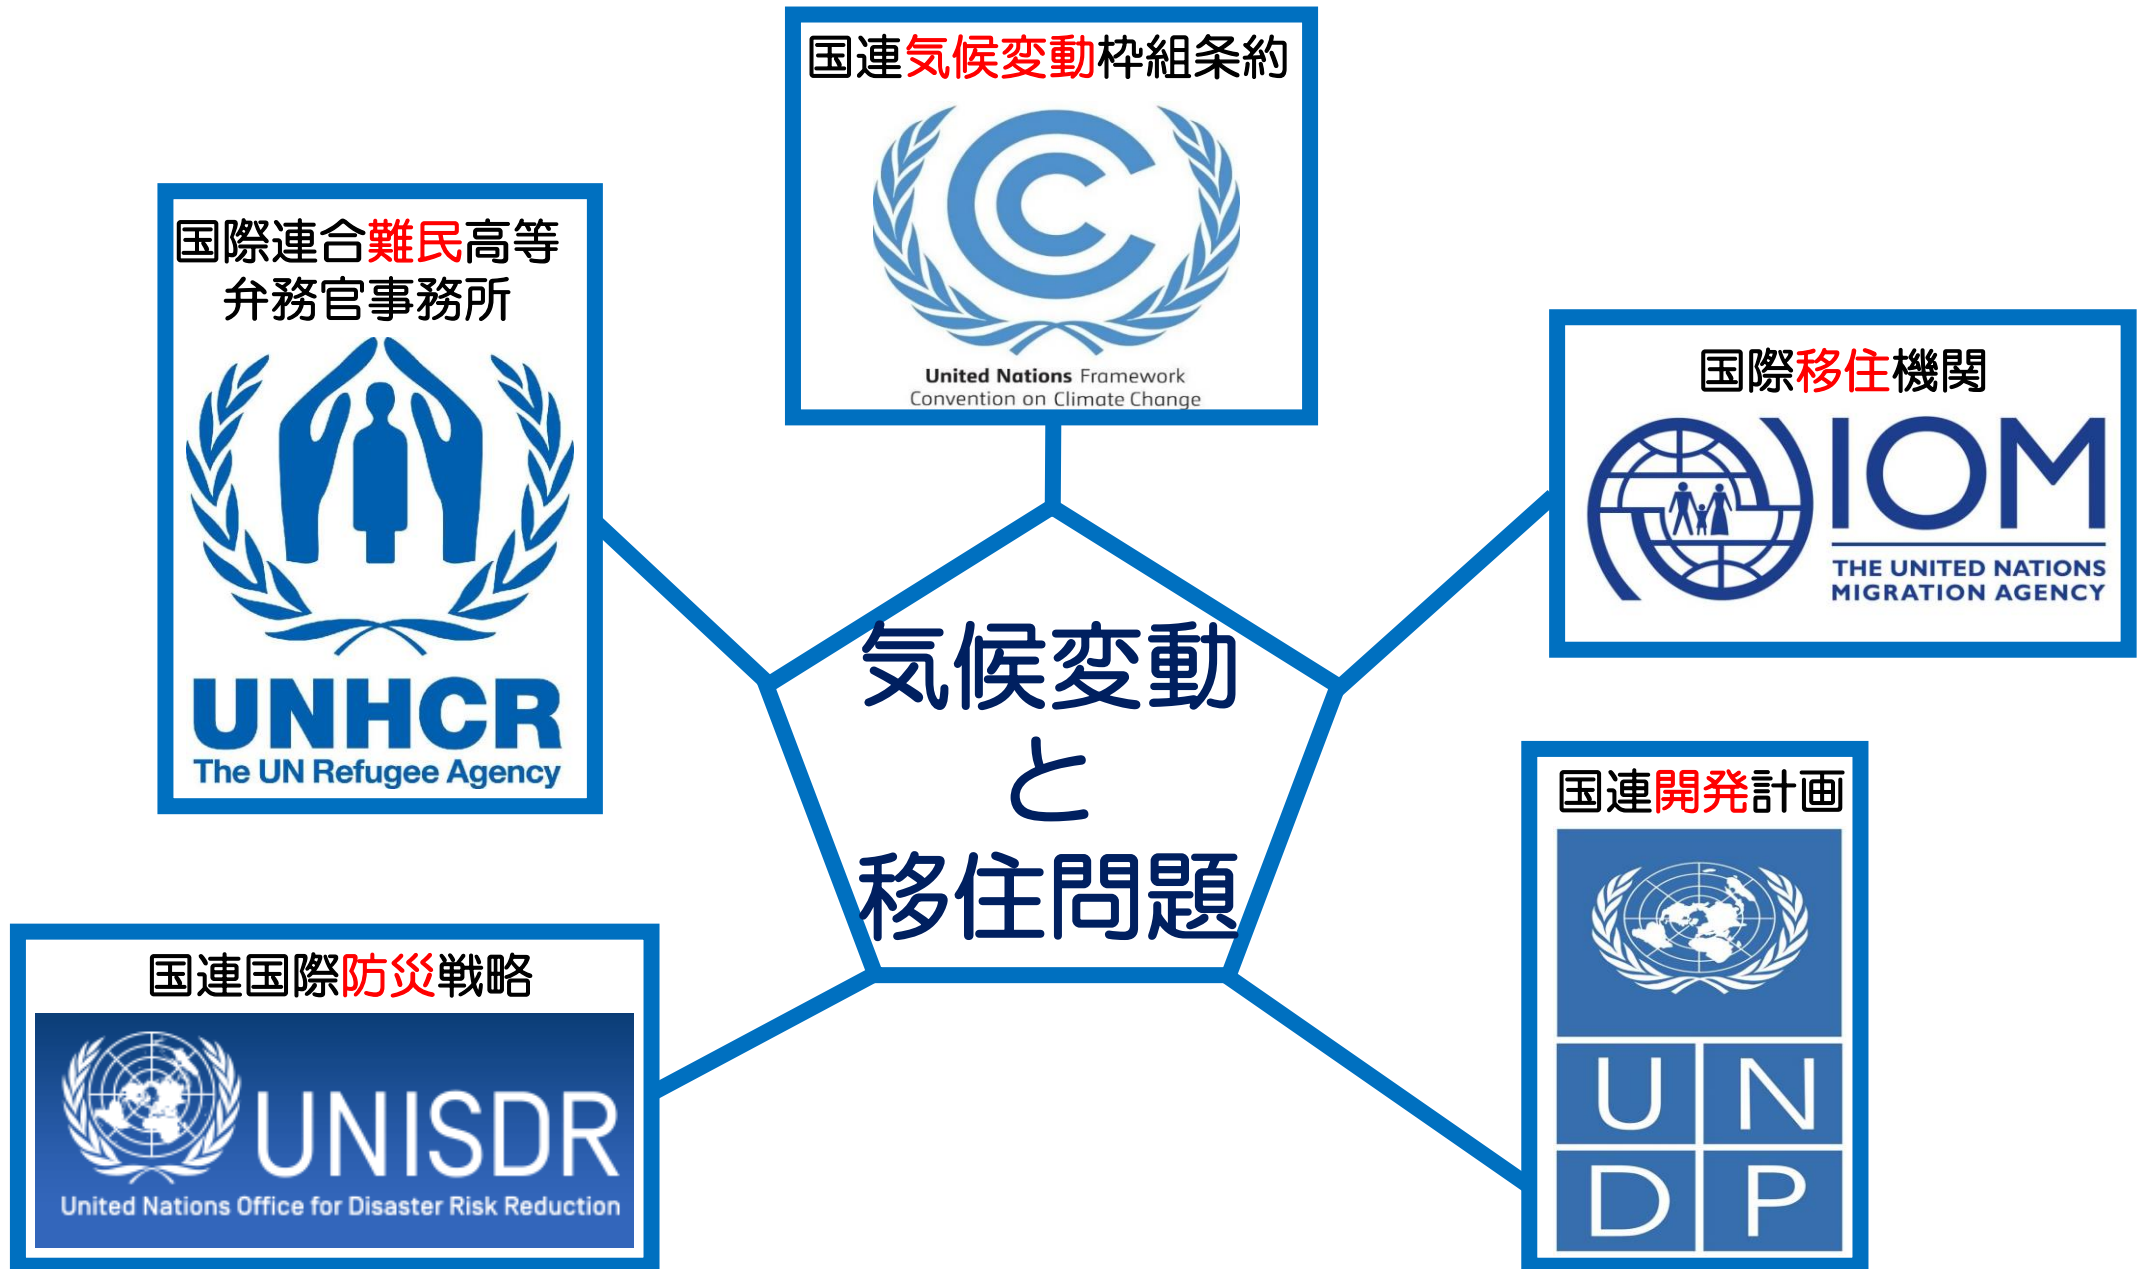 国連気候変動枠組条約
United Nations Framework
Convention on Climate Change
国際連合難民高等
弁務官事務所
UNHCR
The UN Refugee Agency
国際移住機関
IOM
THE UNITED NATIONS
MIGRATION AGENCY
気候変動
と
移住問題
国連開発計画
U N
D P
国連国際防災戦略
UNISDR
United Nations Office for Disaster Risk Reduction